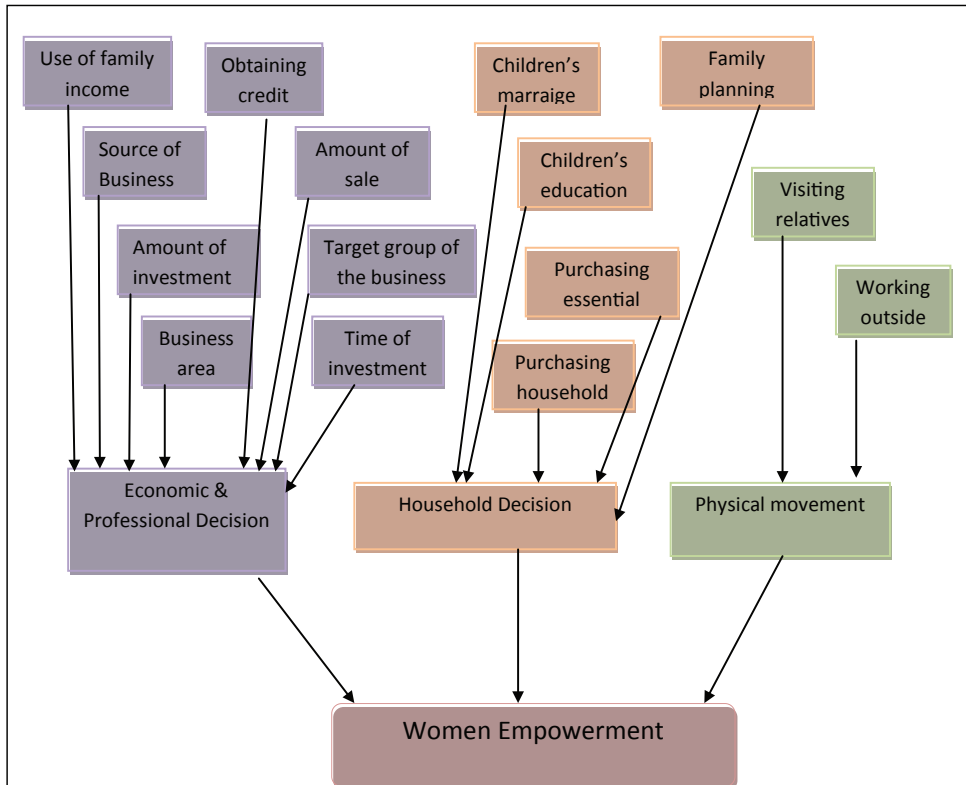 Use of family
income
Obtaining
credit
Children’s
marraige
Family
planning
Source of
Business
Amount of
sale
Children’s
education
Visiting
relatives
Amount of
investment
Target group of
the business
Purchasing
essential
Working
outside
Business
area
Time of
investment
Purchasing
household
Economic &
Professional Decision
Household Decision
Physical movement
Women Empowerment